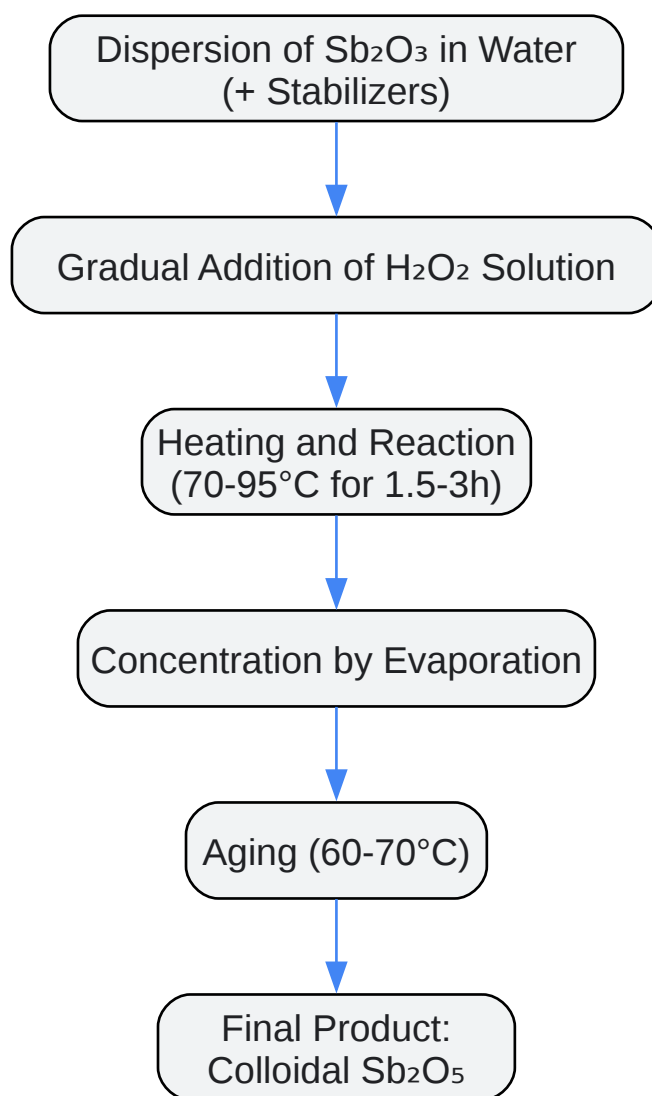 Dispersion of Sb₂O₃ in Water
(+ Stabilizers)
Gradual Addition of H₂O₂ Solution
Heating and Reaction
(70-95°C for 1.5-3h)
Concentration by Evaporation
Aging (60-70°C)
Final Product:
Colloidal Sb₂O₅